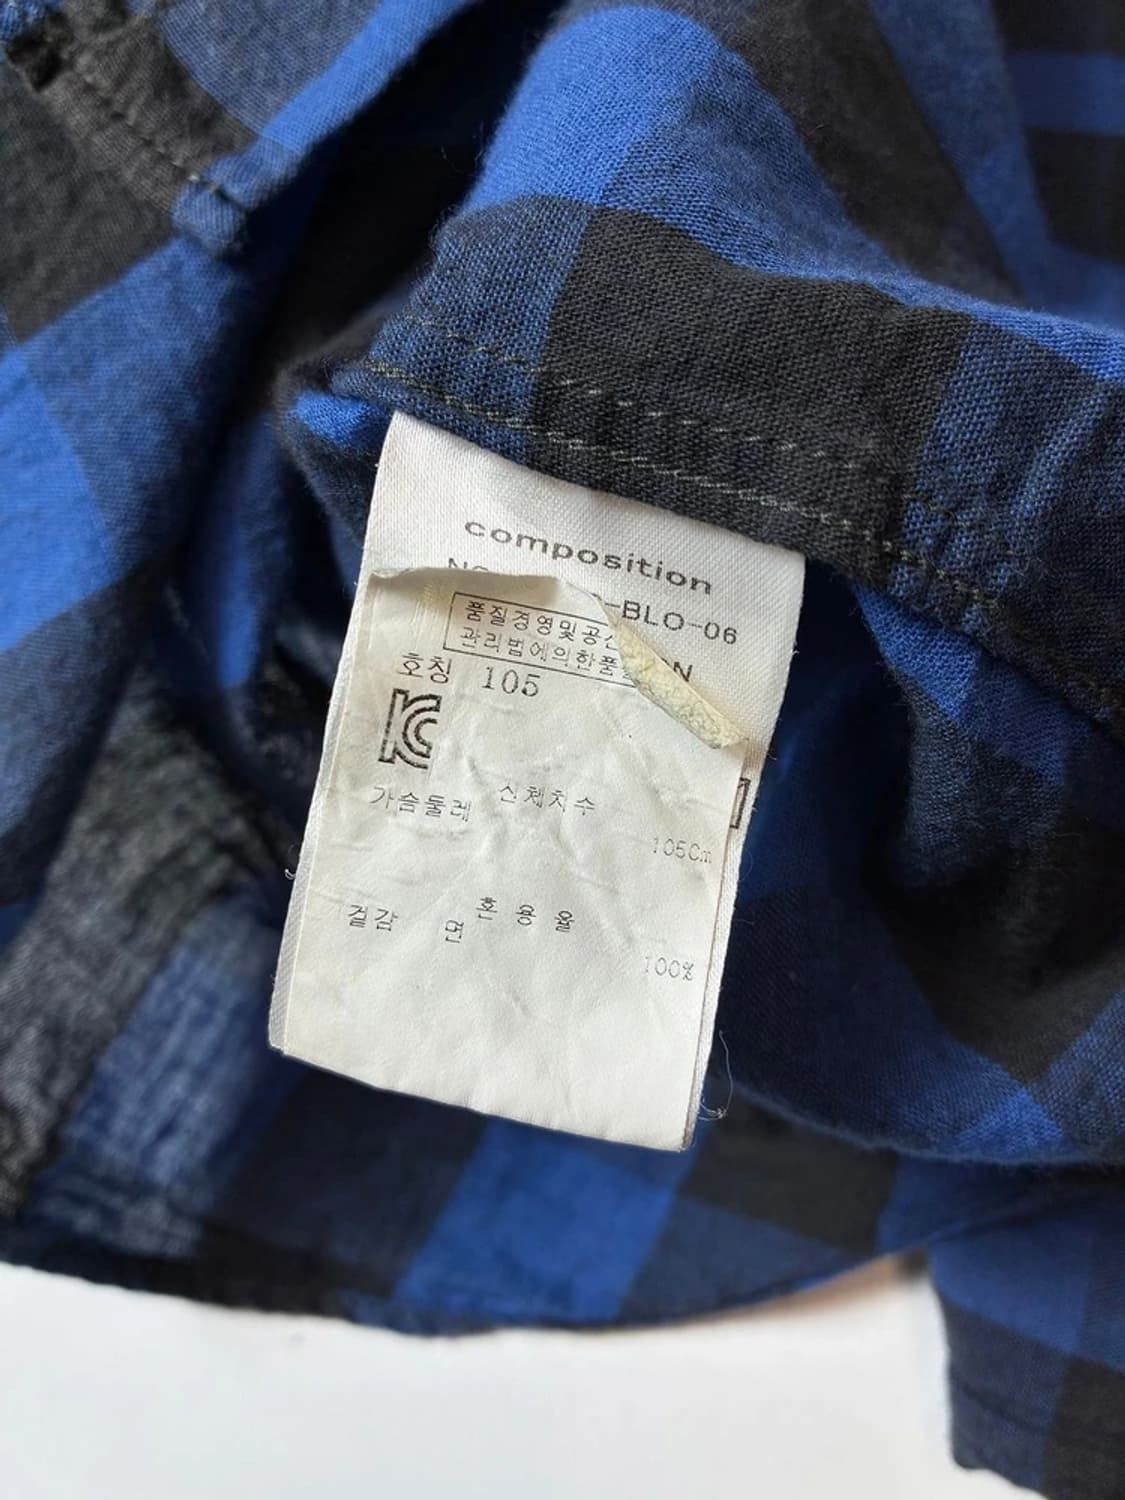 composition
-BLO-06
품질경영및공산
관리법에의한품
N
호칭 105
KC
신체치수
가슴둘레
105Cm
혼용율
겉감 면
100%